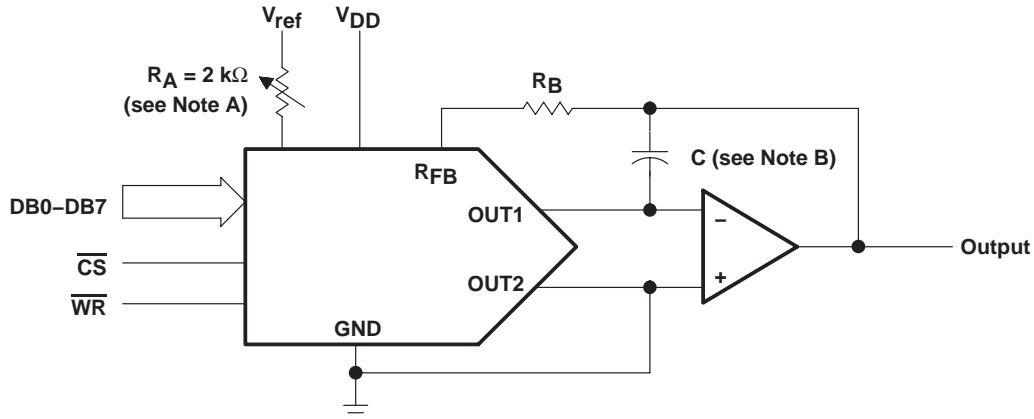 Vref
VDD
RA = 2 kΩ
(see Note A)
RB
C (see Note B)
RFB
DB0–DB7
OUT1
–
Output
CS
OUT2
+
WR
GND